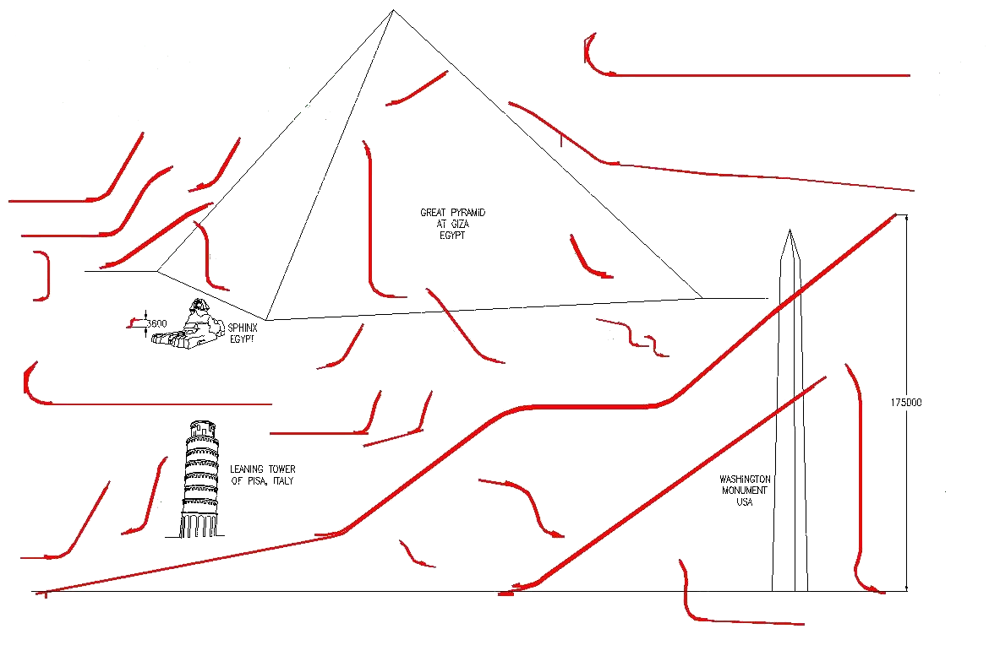 GREAT PYRAMID
AT GIZA
EGYPT
3600
SPHINX
EGYPT
175000
LEANING TOWER
OF PISA, ITALY
WASHINGTON
MONUMENT
USA